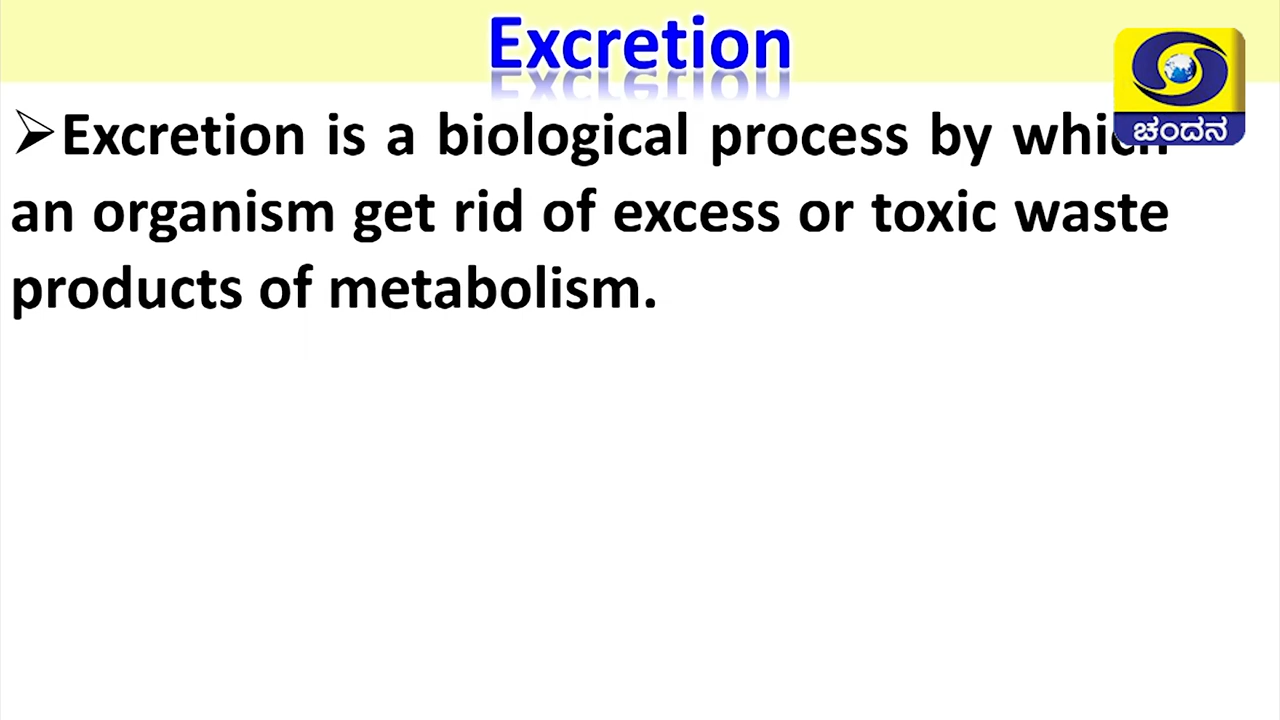 Excretion
➢Excretion is a biological process by which
an organism get rid of excess or toxic waste
products of metabolism.
ಚಂದನ